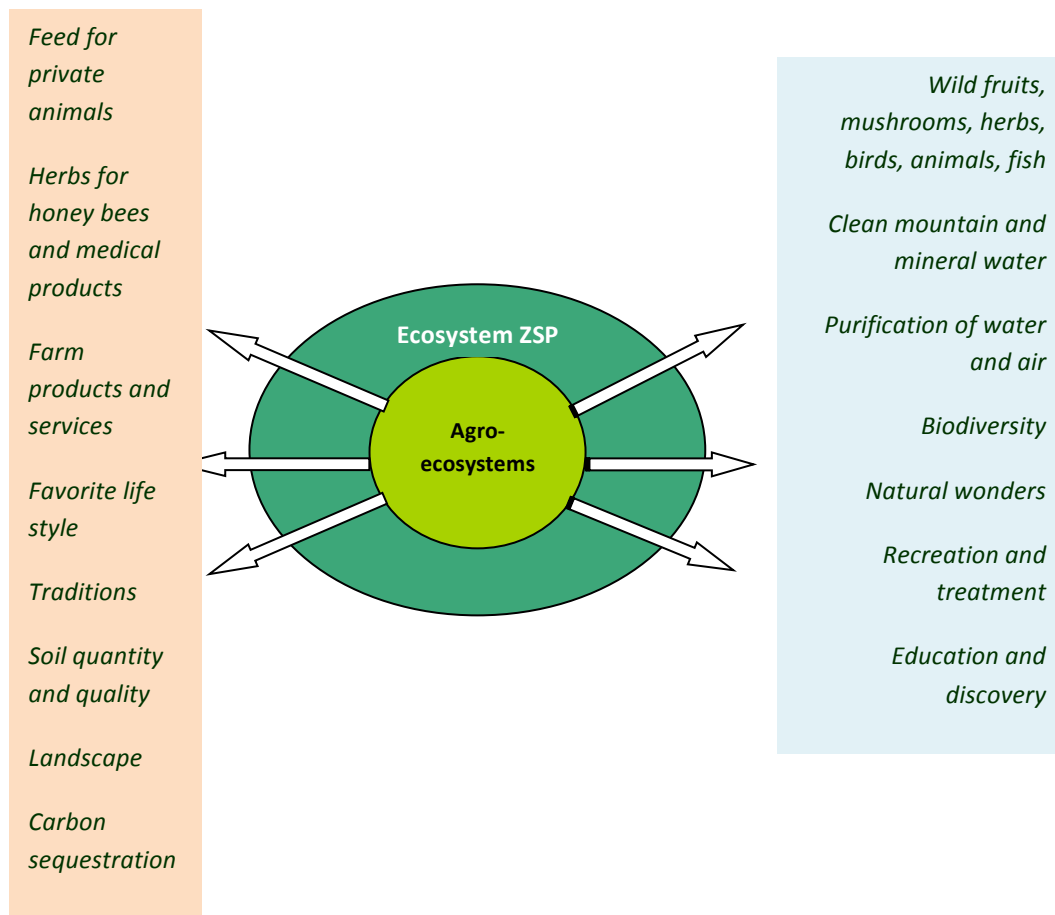 Feed for
private
animals
Herbs for
honey bees
and medical
products
Farm
products and
services
Favorite life
style
Traditions
Soil quantity
and quality
Landscape
Carbon
sequestration
Ecosystem ZSP
Agro-
ecosystems
Wild fruits,
mushrooms, herbs,
birds, animals, fish
Clean mountain and
mineral water
Purification of water
and air
Biodiversity
Natural wonders
Recreation and
treatment
Education and
discovery